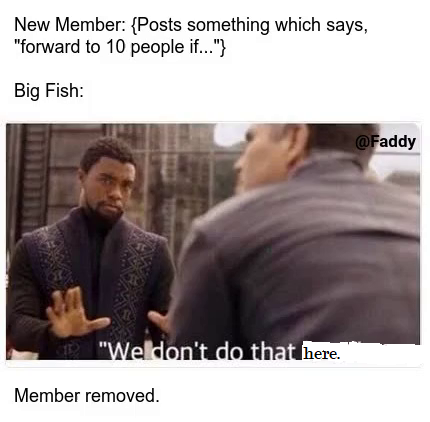 New Member: {Posts something which says,
"forward to 10 people if..."}
Big Fish:
@Faddy
"We don't do that here.
Member removed.